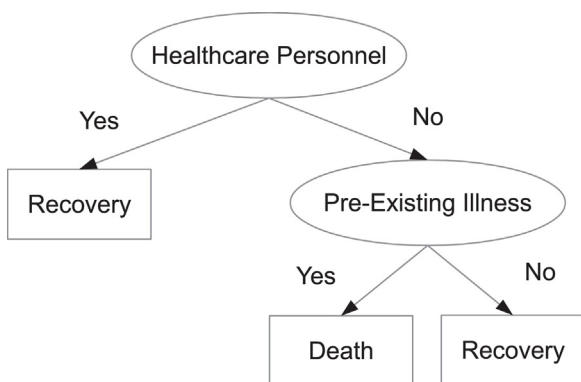 Healthcare Personnel
Yes
No
Recovery
Pre-Existing Illness
Yes
No
Death
Recovery